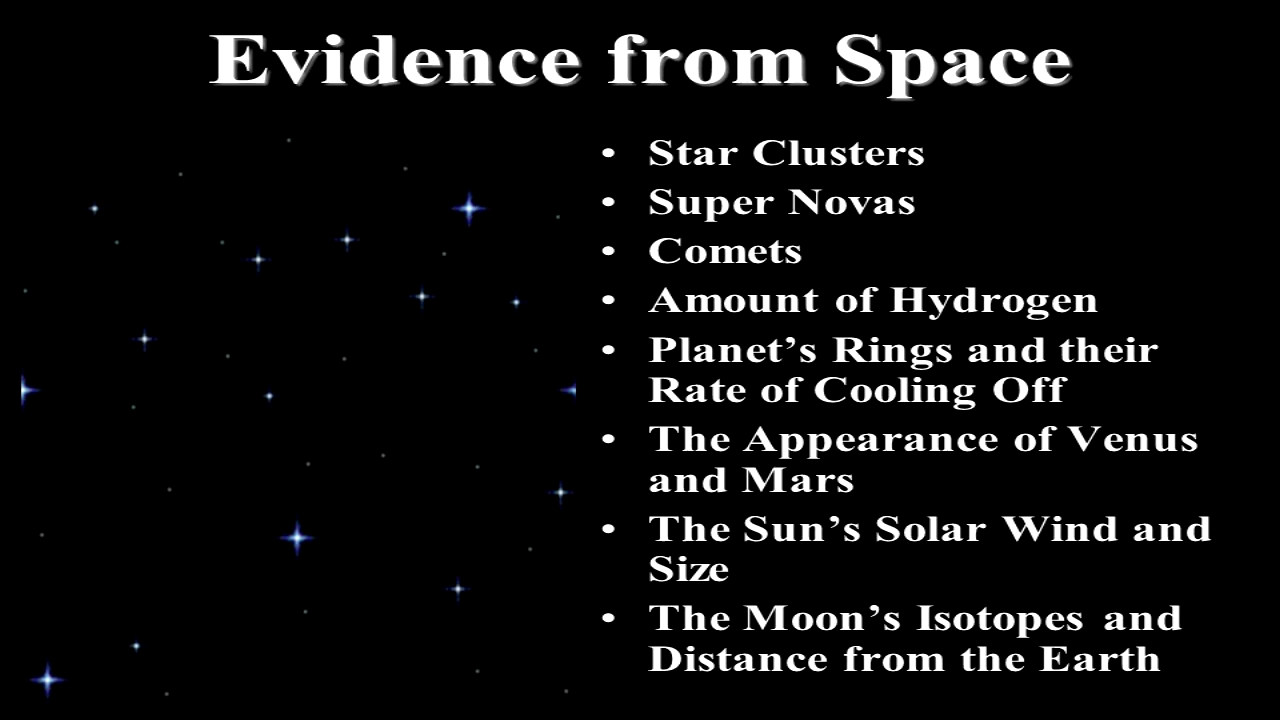 Evidence from Space
• Star Clusters
• Super Novas
• Comets
• Amount of Hydrogen
• Planet’s Rings and their
Rate of Cooling Off
• The Appearance of Venus
and Mars
• The Sun’s Solar Wind and
Size
• The Moon’s Isotopes and
Distance from the Earth